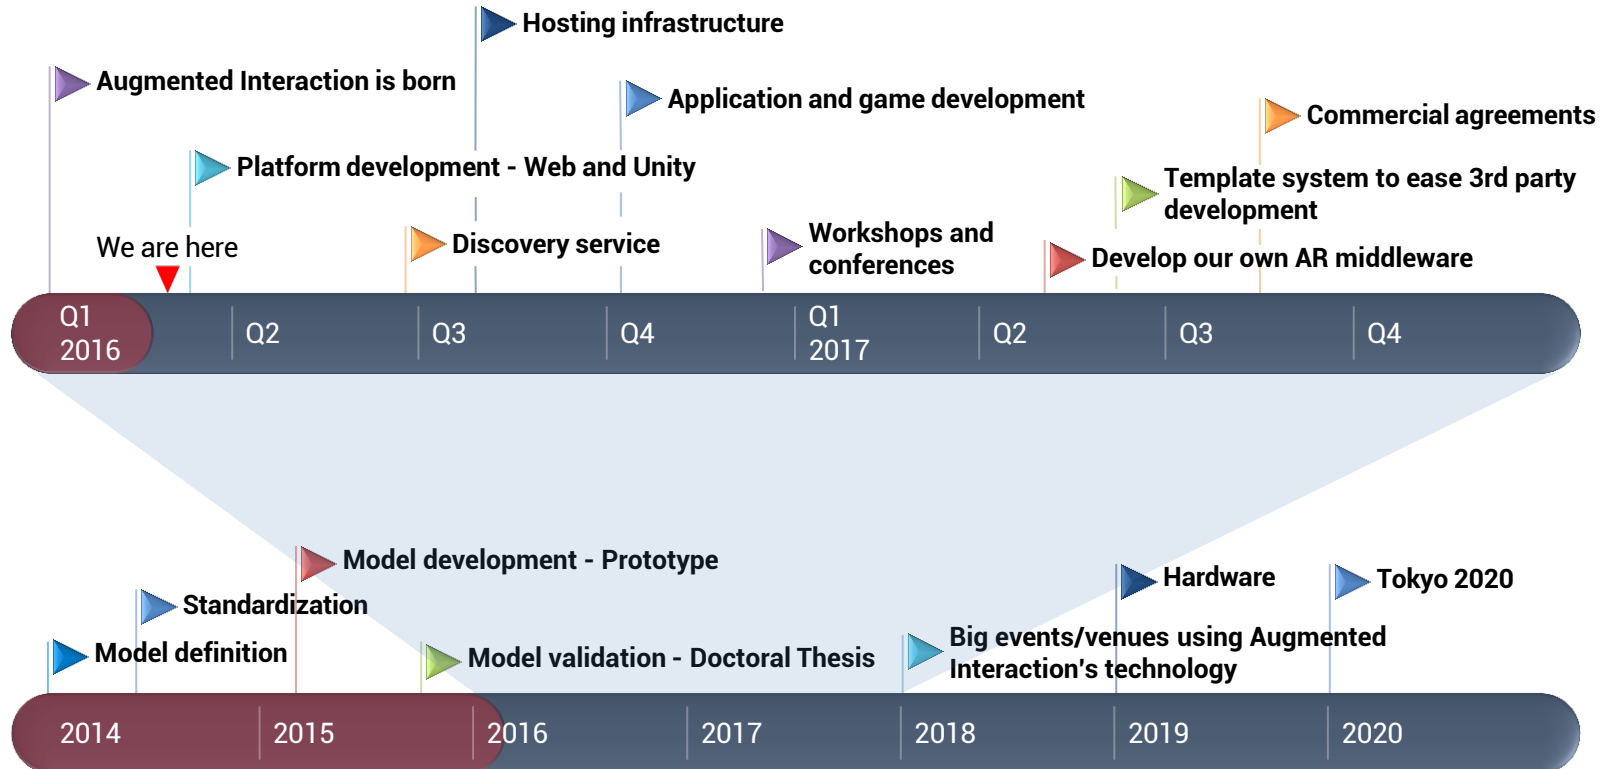 Hosting infrastructure
Augmented Interaction is born
Application and game development
Commercial agreements
Platform development - Web and Unity
Template system to ease 3rd party
development
We are here
Discovery service
Workshops and
conferences
Develop our own AR middleware
Q1
2016
Q2
Q3
Q4
Q1
2017
Q2
Q3
Q4
Model development - Prototype
Standardization
Hardware
Tokyo 2020
Model definition
Model validation - Doctoral Thesis
Big events/venues using Augmented
Interaction's technology
2014
2015
2016
2017
2018
2019
2020